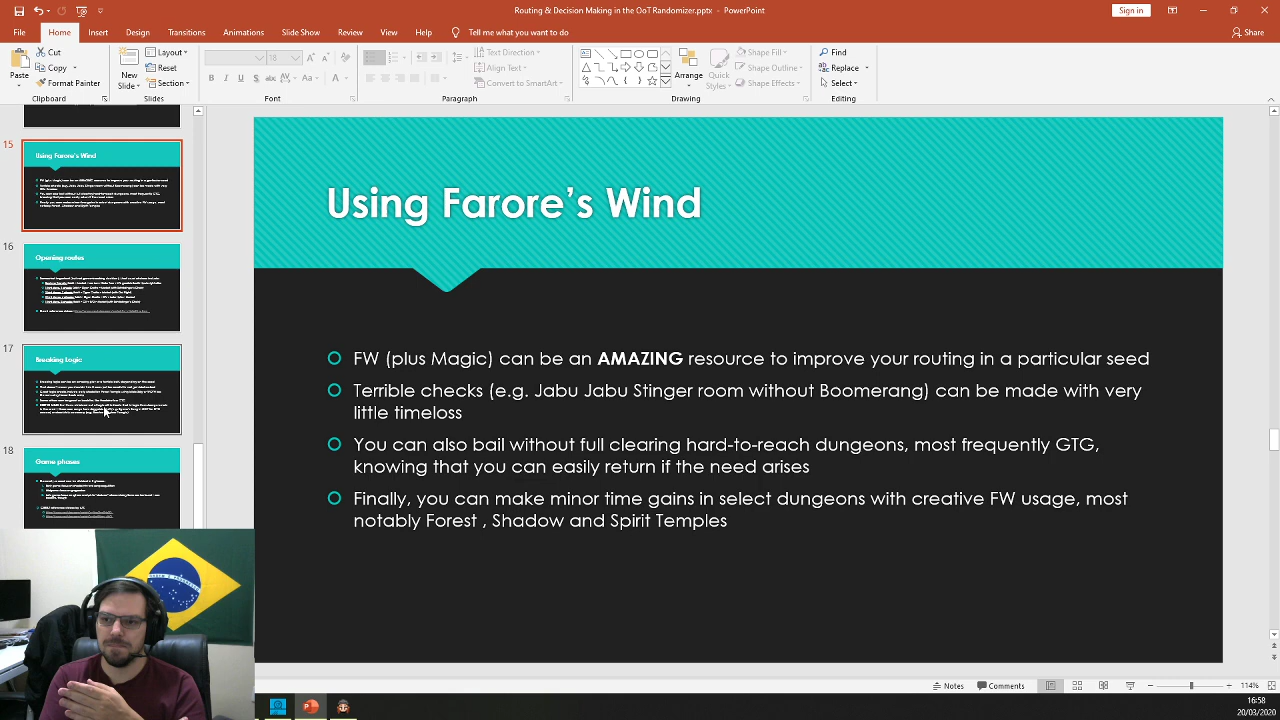 Routing & Decision Making in the OoT Randomizer.pptx - PowerPoint
Sign in
File Home Insert Design Transitions Animations Slide Show Review View Help Tell me what you want to do
Share
Paste
Cut
Copy
Format Painter
Clipboard
New Slide
Layout
Reset
Section
Slides
18
Font
Text Direction
Align Text
Convert to SmartArt
Paragraph
Arrange
Quick Styles
Shape Fill
Shape Outline
Shape Effects
Drawing
Find
Replace
Select
Editing
15
Using Farore's Wind
16
Opening routes
17
Breaking Logic
18
Game phases
Using Farore’s Wind
FW (plus Magic) can be an AMAZING resource to improve your routing in a particular seed
Terrible checks (e.g. Jabu Jabu Stinger room without Boomerang) can be made with very
little timeloss
You can also bail without full clearing hard-to-reach dungeons, most frequently GTG,
knowing that you can easily return if the need arises
Finally, you can make minor time gains in select dungeons with creative FW usage, most
notably Forest , Shadow and Spirit Temples
Notes
Comments
114%
16:58
20/03/2020